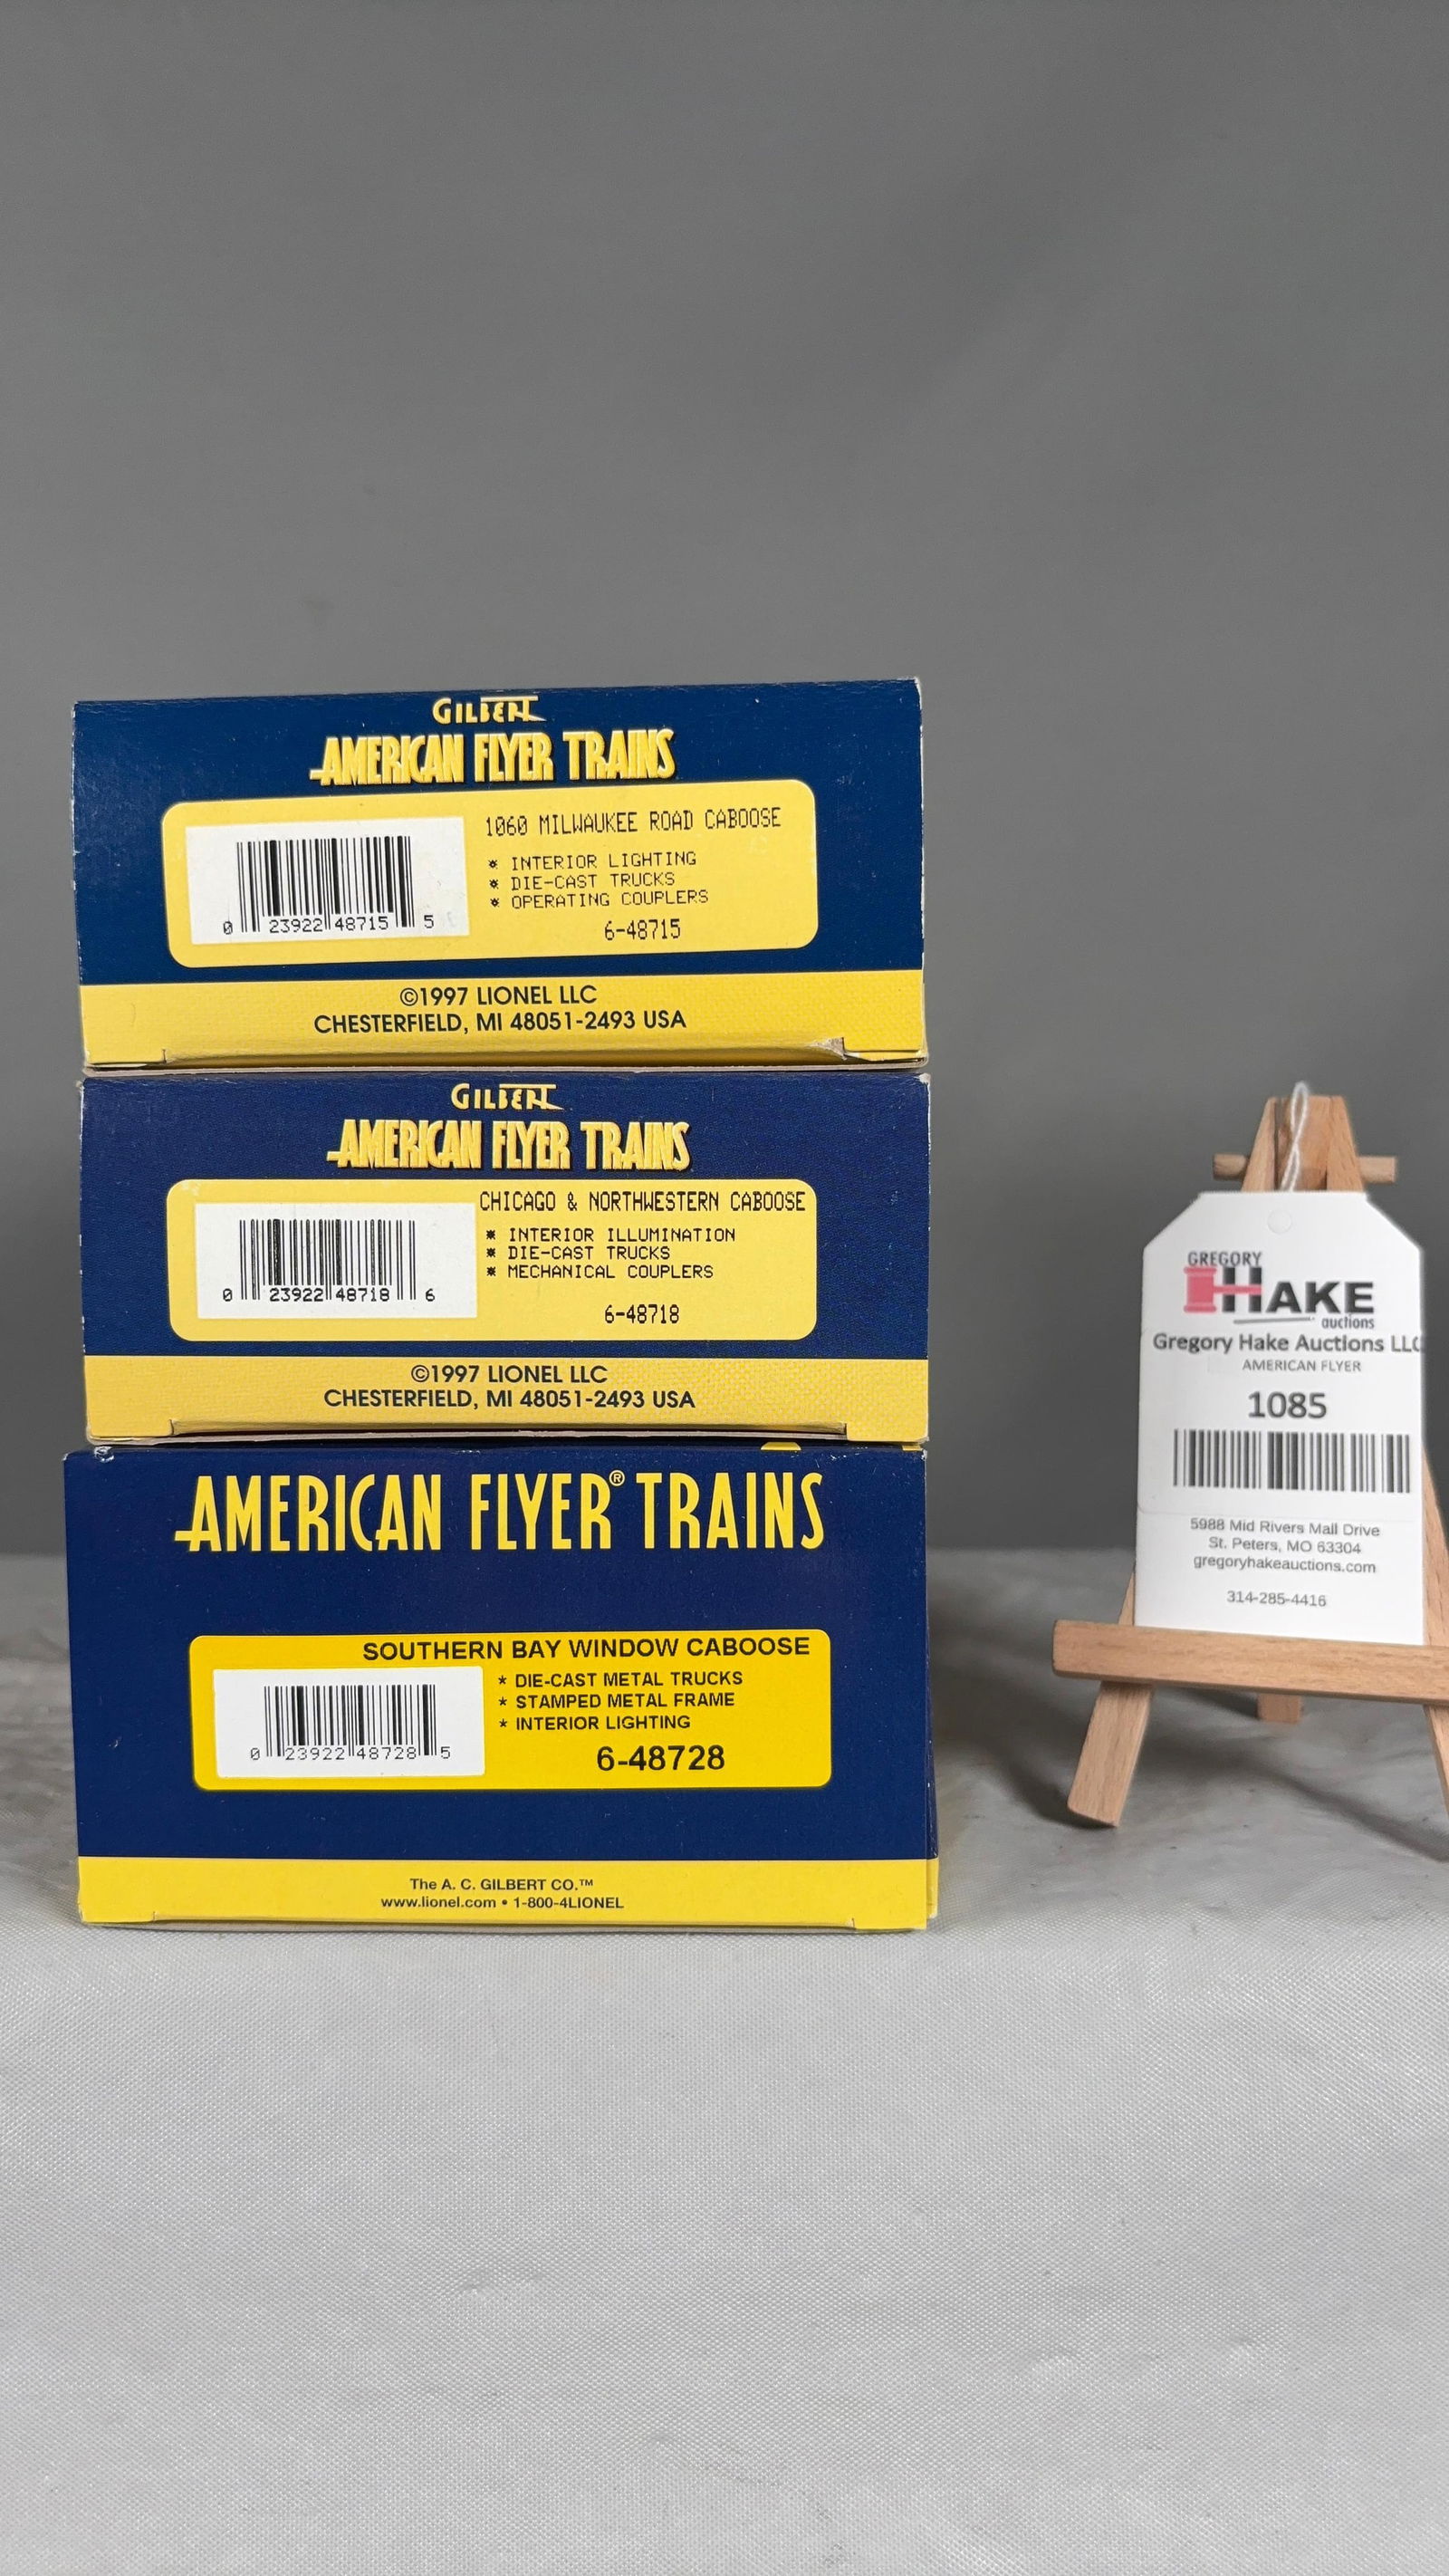 GILBERT
AMERICAN FLYER TRAINS
1060 MILWAUKEE ROAD CABOOSE
* INTERIOR LIGHTING
* DIE-CAST TRUCKS
* OPERATING COUPLERS
0 23922 48715 5
6-48715
©1997 LIONEL LLC
CHESTERFIELD, MI 48051-2493 USA
GILBERT
AMERICAN FLYER TRAINS
CHICAGO & NORTHWESTERN CABOOSE
* INTERIOR ILLUMINATION
* DIE-CAST TRUCKS
* MECHANICAL COUPLERS
0 23922 48718 6
6-48718
©1997 LIONEL LLC
CHESTERFIELD, MI 48051-2493 USA
AMERICAN FLYER® TRAINS
SOUTHERN BAY WINDOW CABOOSE
* DIE-CAST METAL TRUCKS
* STAMPED METAL FRAME
* INTERIOR LIGHTING
0 23922 48728 5
6-48728
The A. C. GILBERT CO.™
www.lionel.com • 1-800-4LIONEL
GREGORY
HAKE
auctions
Gregory Hake Auctions LLC
AMERICAN FLYER
1085
5988 Mid Rivers Mall Drive
St. Peters, MO 63304
gregoryhakeauctions.com
314-285-4416